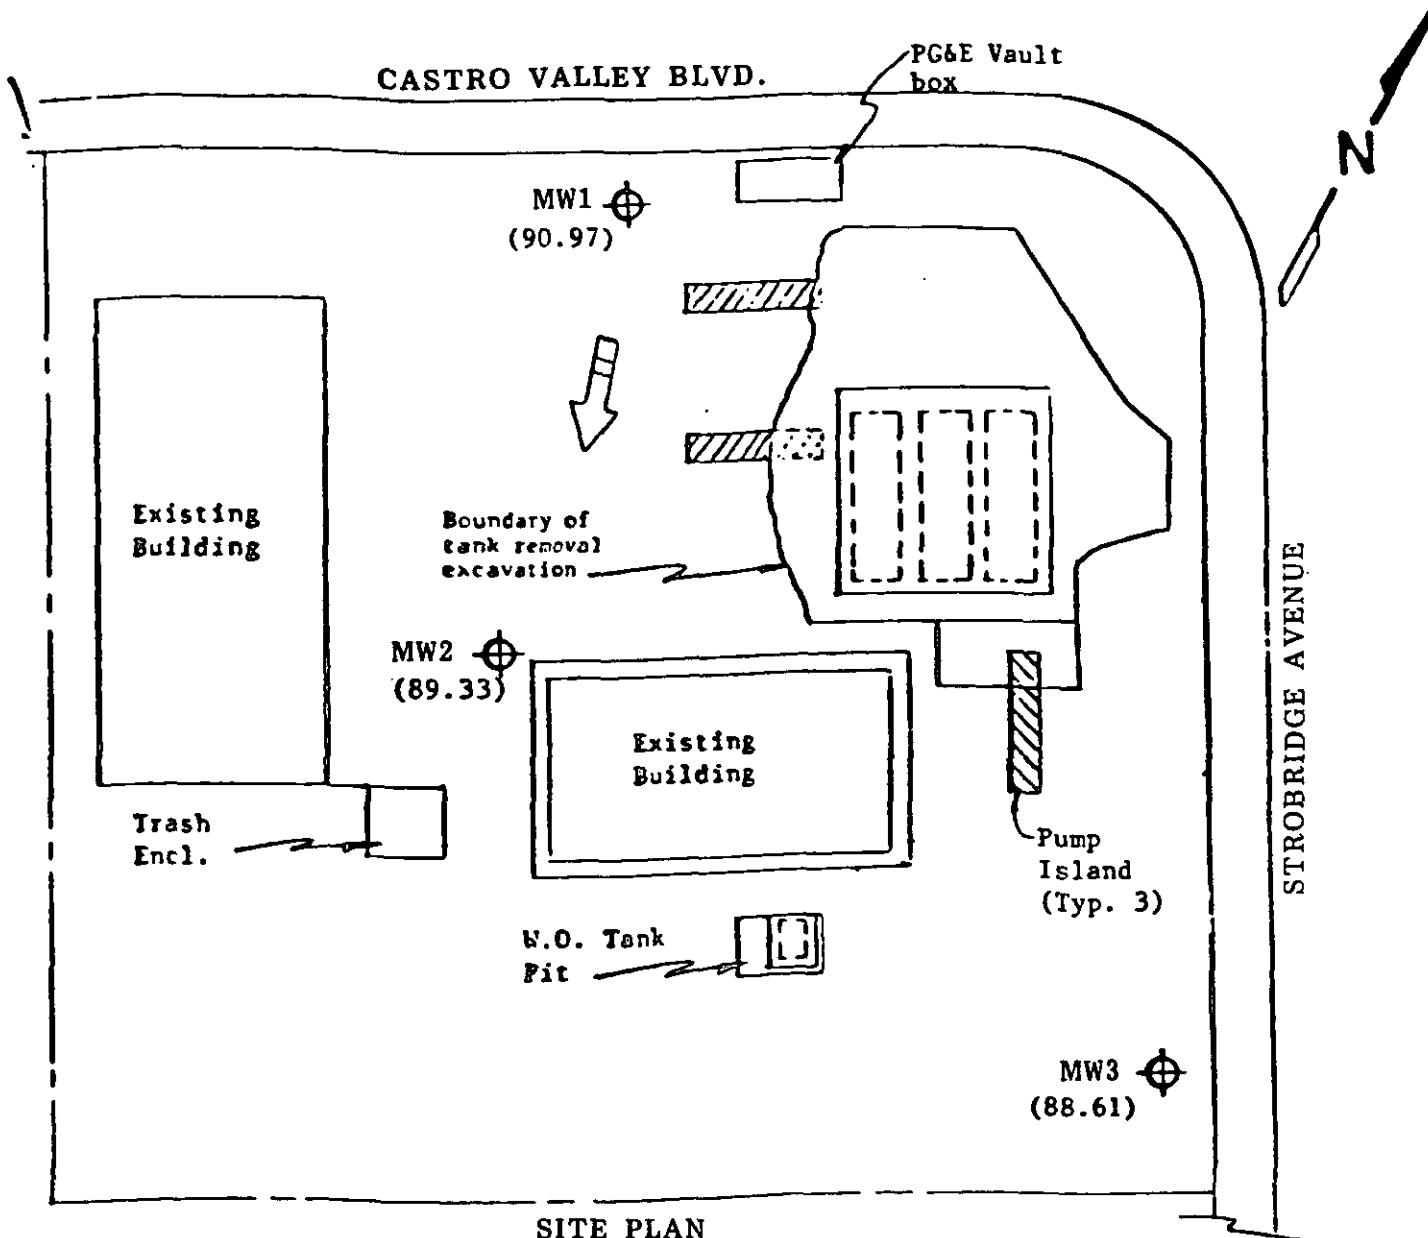 CASTRO VALLEY BLVD.
PG&E Vault
box
N
MW1
(90.97)
Existing
Building
Boundary of
tank removal
excavation
MW2
(89.33)
Existing
Building
STROBRIDGE AVENUE
Trash
Encl.
Pump
Island
(Typ. 3)
W.O. Tank
Pit
MW3
(88.61)
SITE PLAN